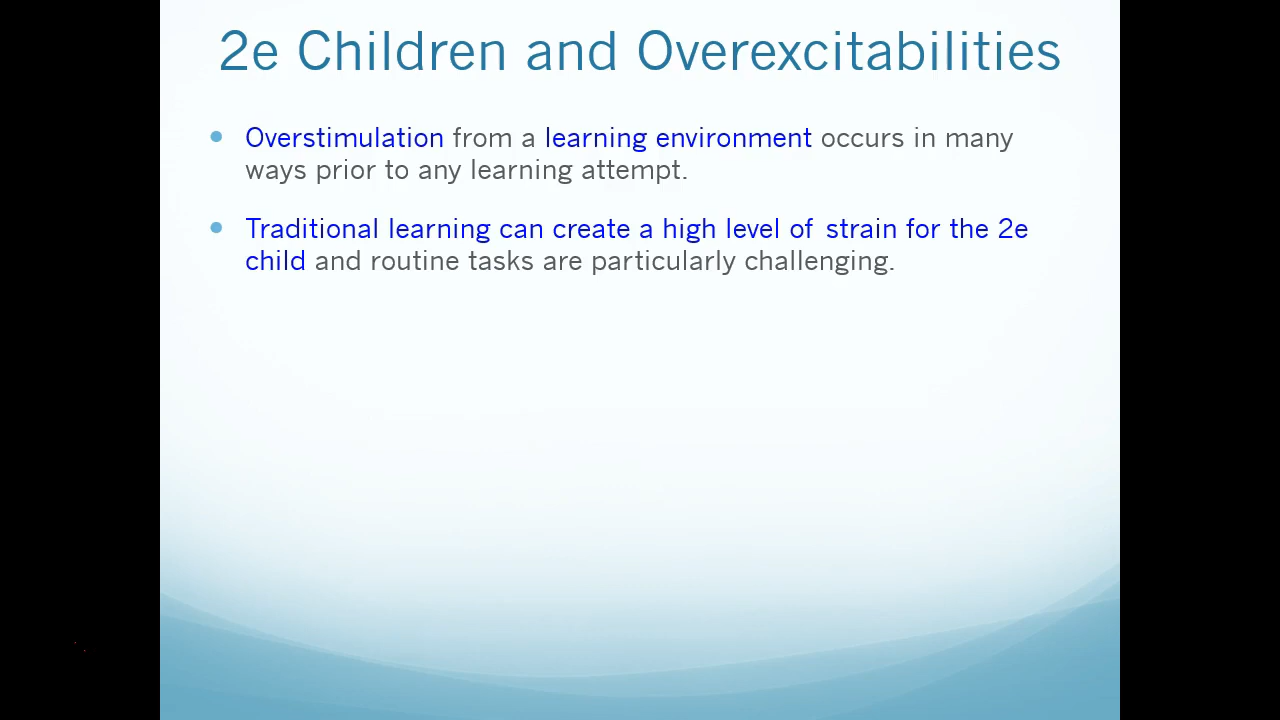 2e Children and Overexcitabilities
• Overstimulation from a learning environment occurs in many
ways prior to any learning attempt.
• Traditional learning can create a high level of strain for the 2e
child and routine tasks are particularly challenging.